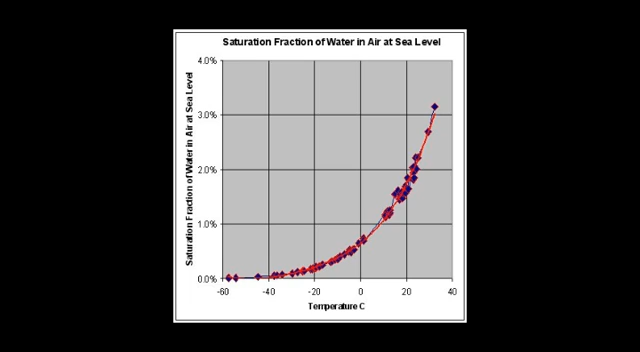 Saturation Fraction of Water in Air at Sea Level
Saturation Fraction of Water in Air at Sea Level
4.0%
3.0%
2.0%
1.0%
0.0%
-60 -40 -20 0 20 40
Temperature C